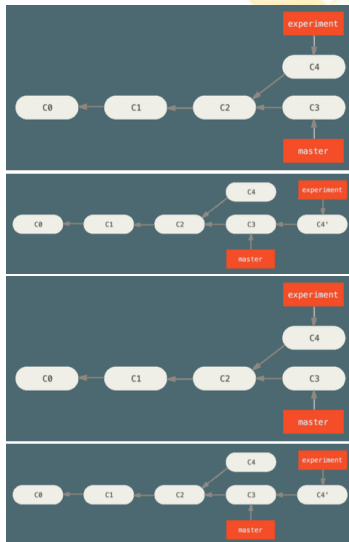 experiment
C4
C0 C1 C2 C3
master
C4 experiment
C0 C1 C2 C3 C4'
master
experiment
C4
C0 C1 C2 C3
master
C4 experiment
C0 C1 C2 C3 C4'
master